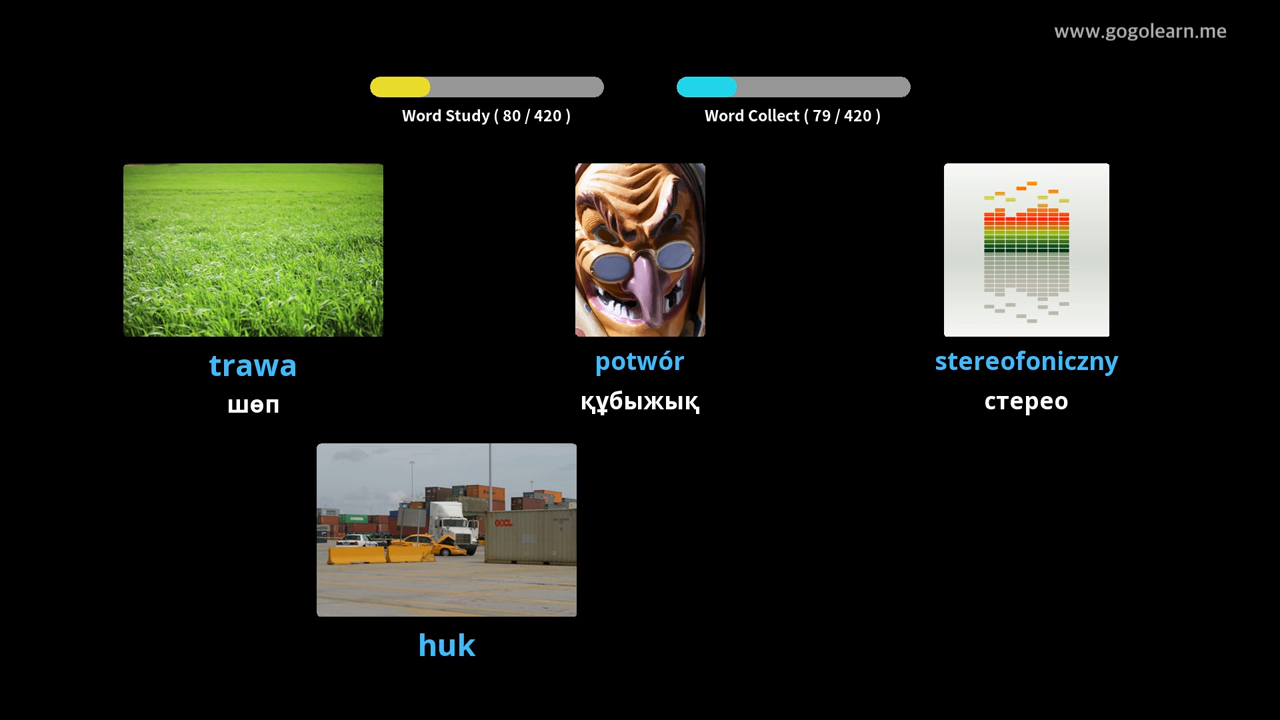 www.gogolearn.me
Word Study ( 80 / 420 )
Word Collect ( 79 / 420 )
trawa
potwór
stereofoniczny
шөп
құбыжық
стерео
huk